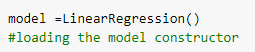 model =LinearRegression()
#loading the model constructor